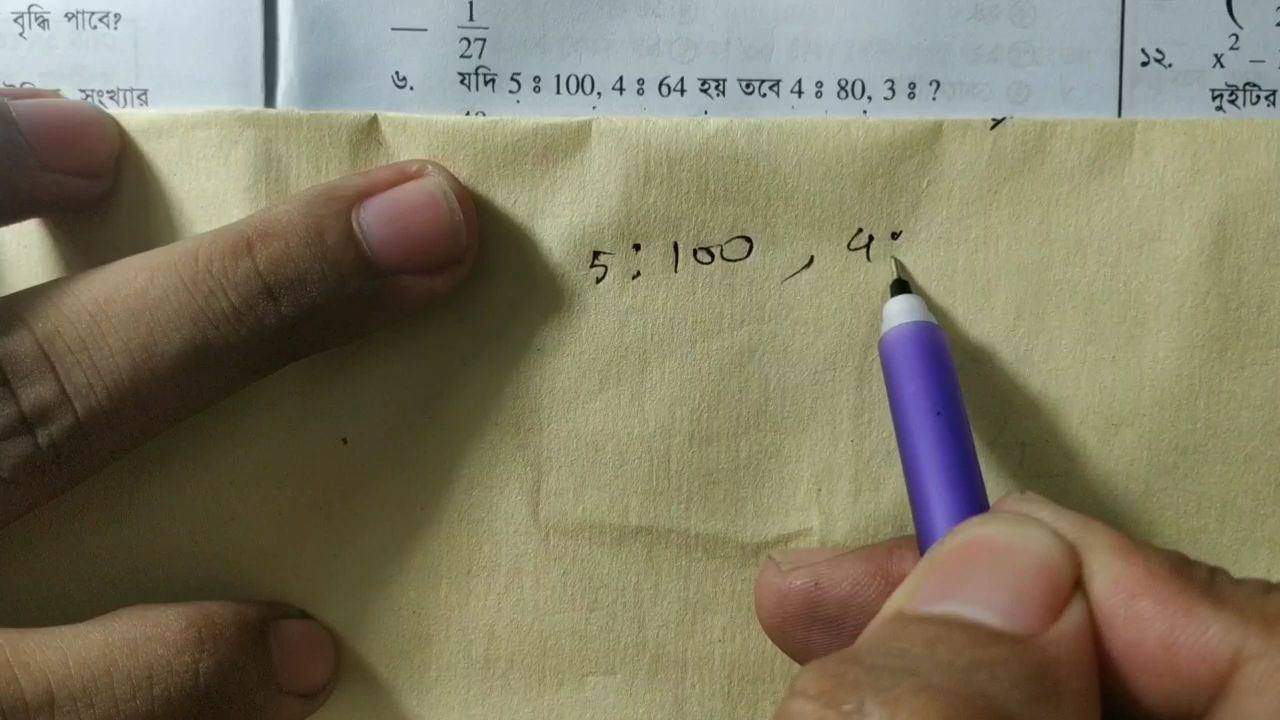 বৃদ্ধি পাবে?
সংখ্যার
— 1/27
৬. যদি 5 ঃ 100, 4 ঃ 64 হয় তবে 4 ঃ 80, 3 ঃ ?
১২. x² –
দুইটির
5 : 100 , 4: